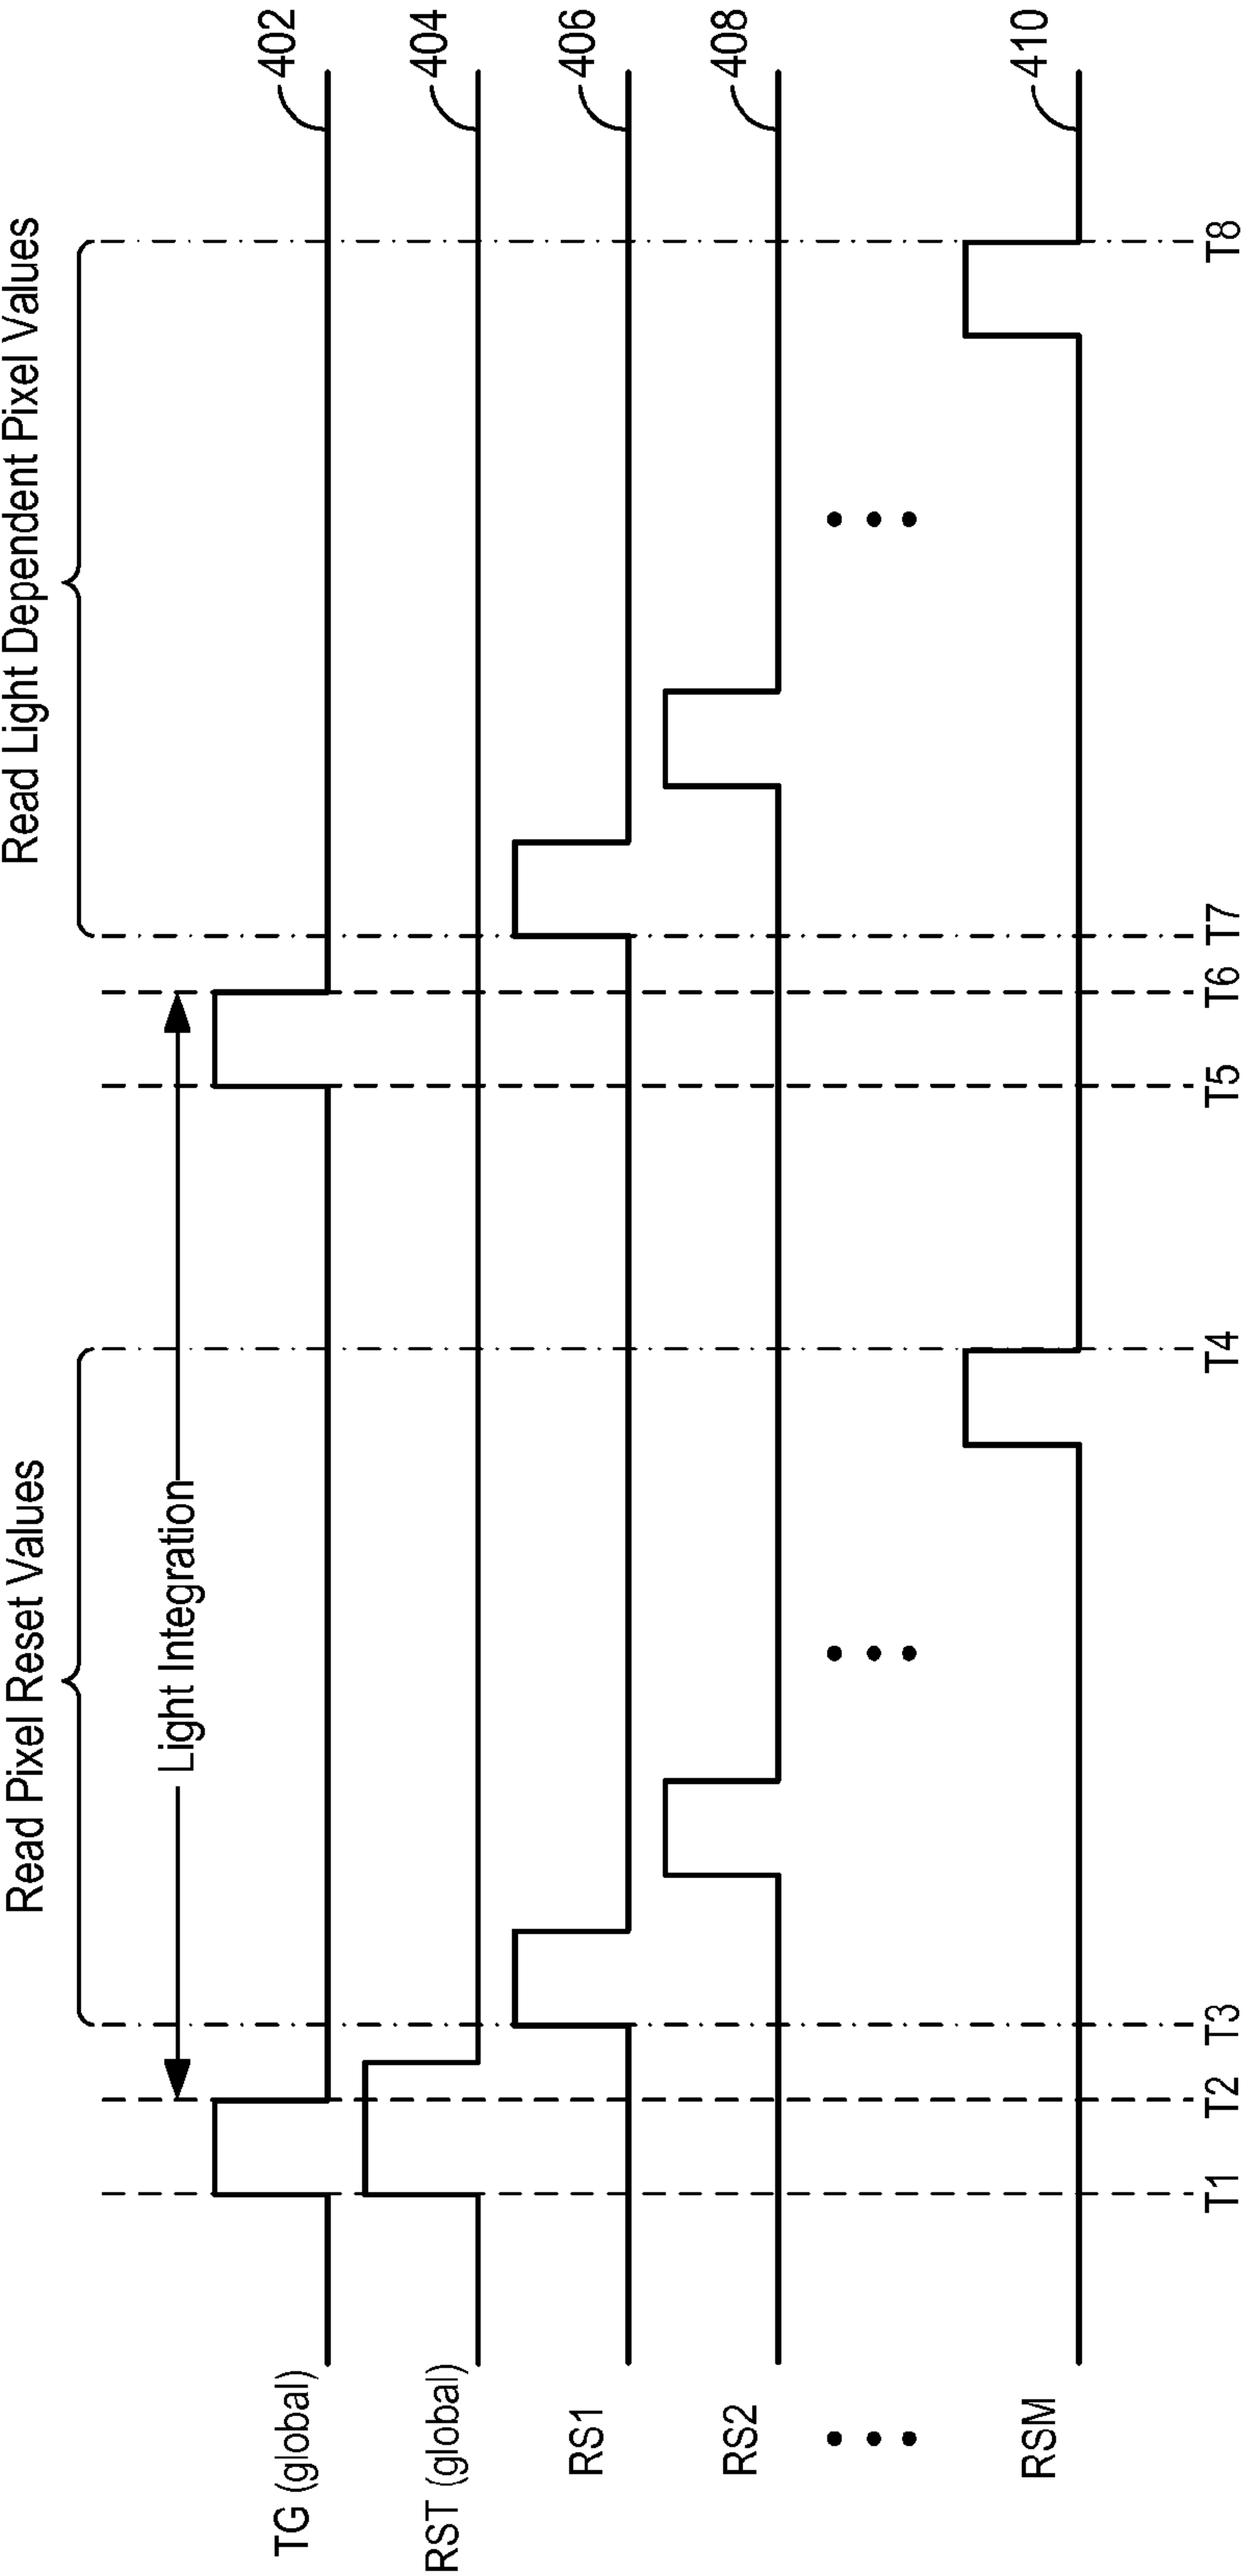 Read Pixel Reset Values
Read Light Dependent Pixel Values
Light Integration
TG (global)
402
RST (global)
404
RS1
406
RS2
408
RSM
410
T1
T2
T3
T4
T5
T6
T7
T8